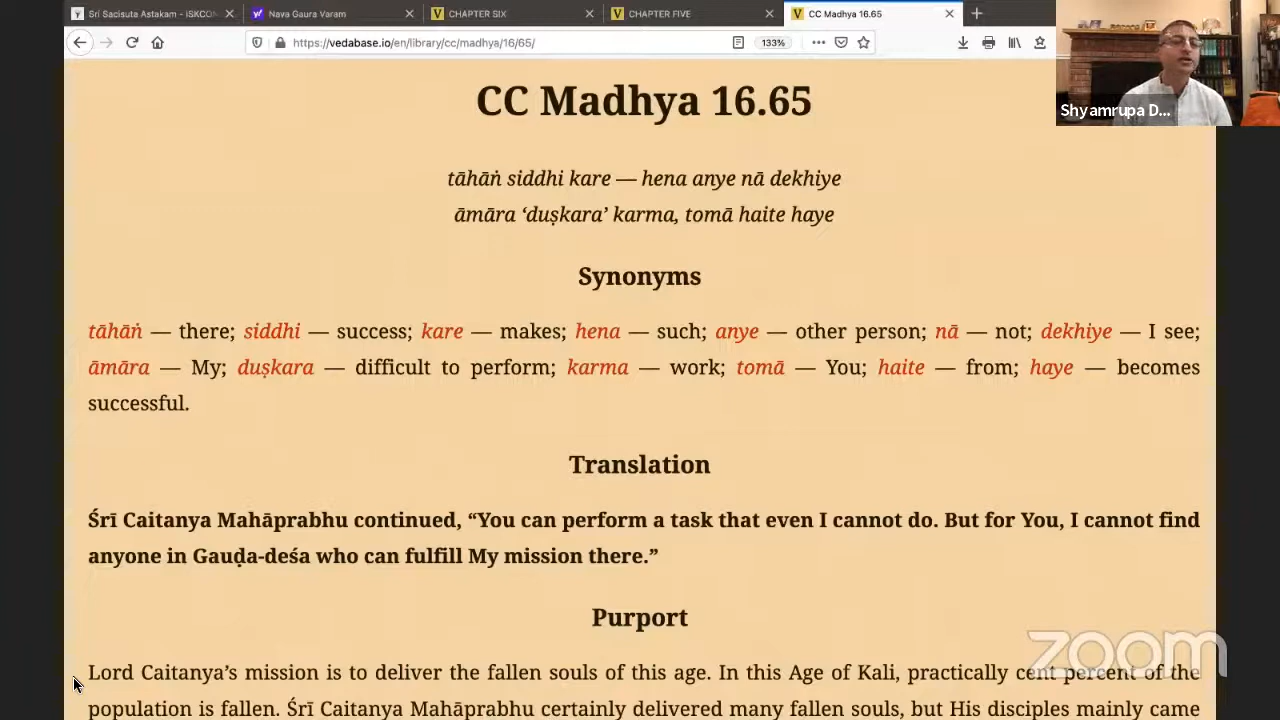 Sri Sacisuta Astakam - ISKCON
Nava Gaura Varam
CHAPTER SIX
CHAPTER FIVE
CC Madhya 16.65
https://vedabase.io/en/library/cc/madhya/16/65/
133%
Shyamrupa D...
CC Madhya 16.65
tāhāṅ siddhi kare — hena anye nā dekhiye
āmāra ‘duṣkara’ karma, tomā haite haye
Synonyms
tāhāṅ — there; siddhi — success; kare — makes; hena — such; anye — other person; nā — not; dekhiye — I see;
āmāra — My; duṣkara — difficult to perform; karma — work; tomā — You; haite — from; haye — becomes
successful.
Translation
Śrī Caitanya Mahāprabhu continued, “You can perform a task that even I cannot do. But for You, I cannot find
anyone in Gauḍa-deśa who can fulfill My mission there.”
Purport
Lord Caitanya’s mission is to deliver the fallen souls of this age. In this Age of Kali, practically cent percent of the
population is fallen. Śrī Caitanya Mahāprabhu certainly delivered many fallen souls, but His disciples mainly came
zoom